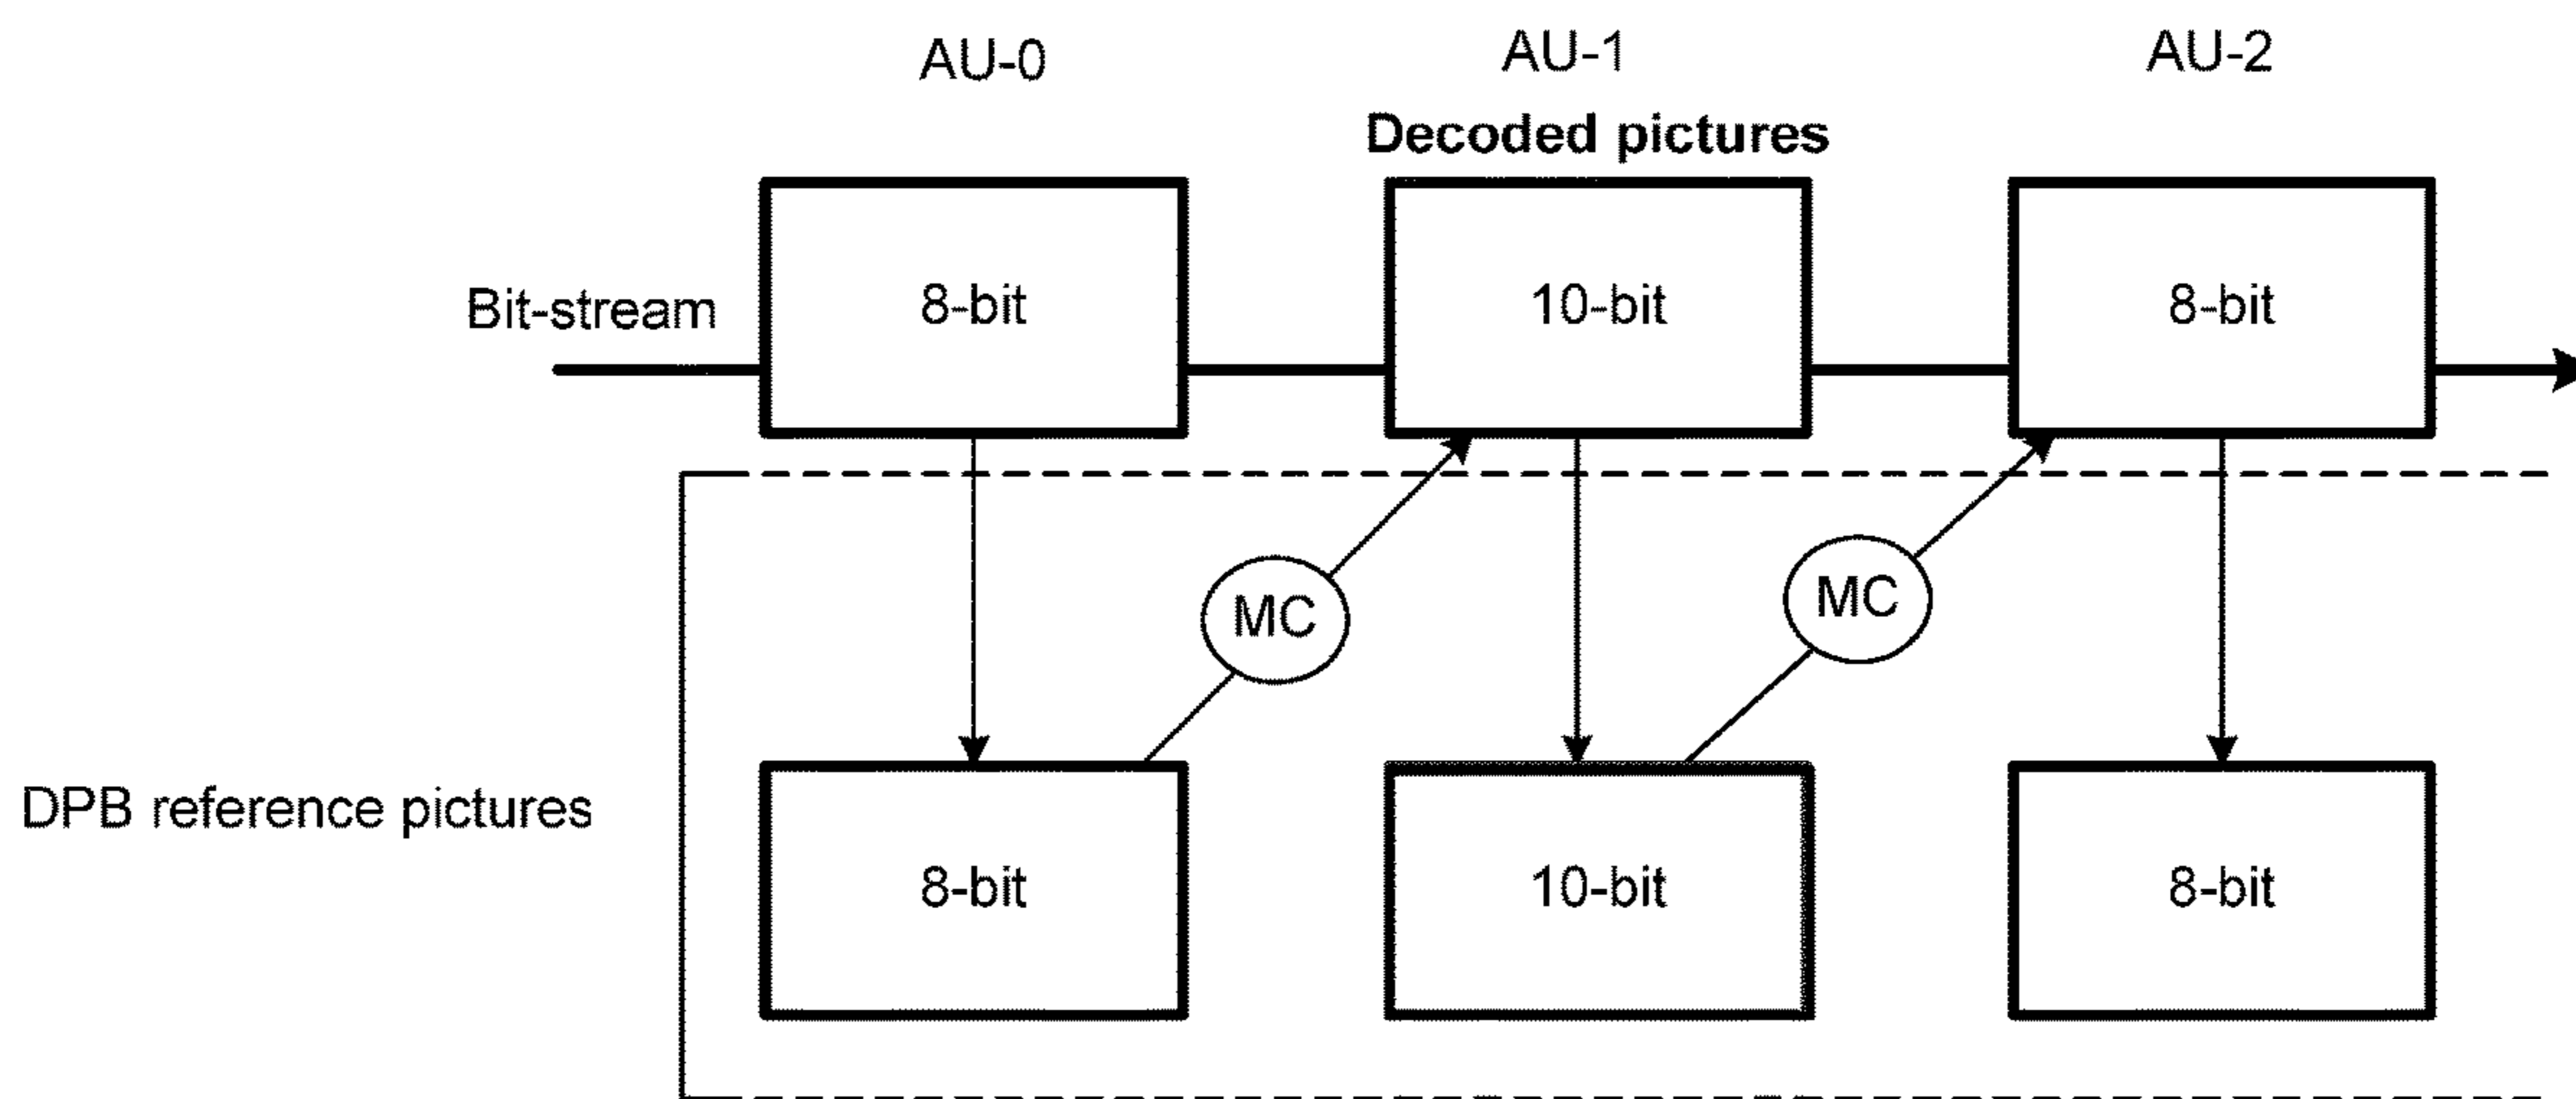 AU-0
AU-1
AU-2
Decoded pictures
Bit-stream
8-bit
10-bit
8-bit
MC
MC
DPB reference pictures
8-bit
10-bit
8-bit